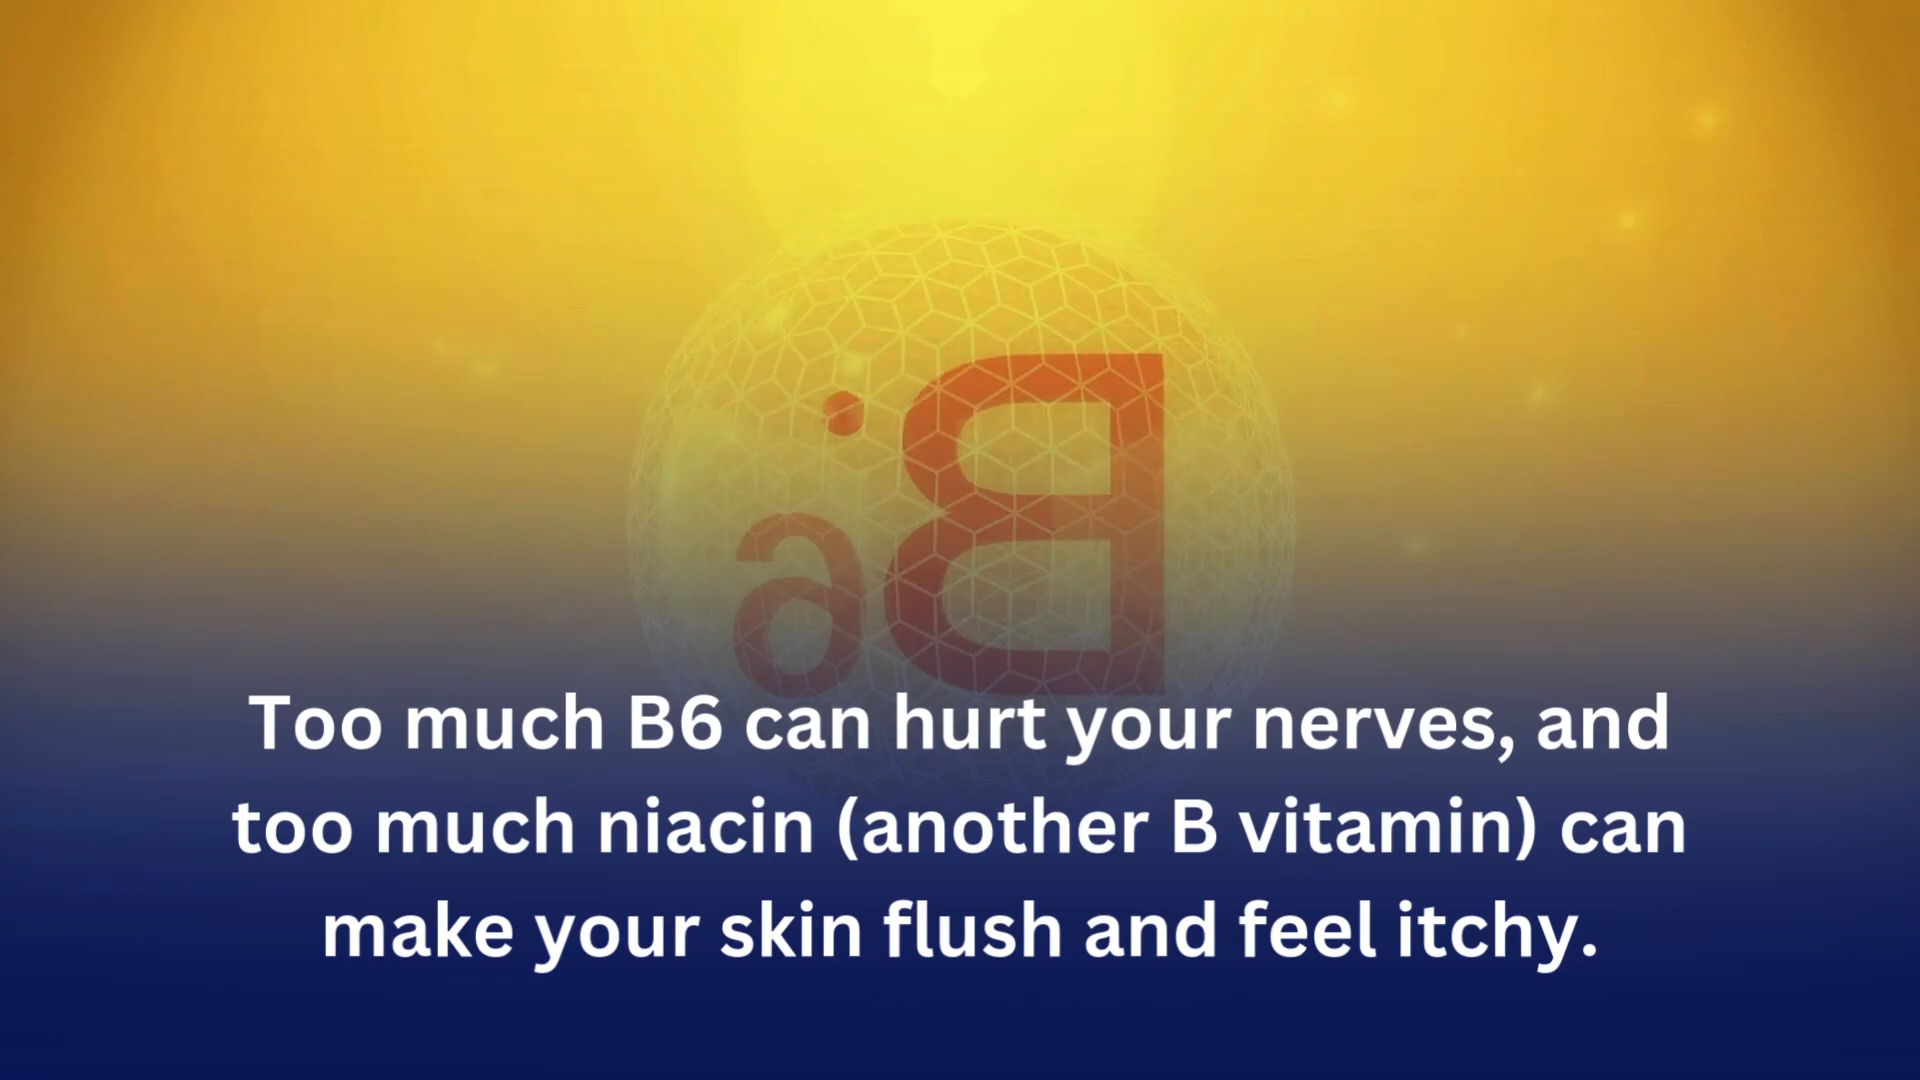 B6
Too much B6 can hurt your nerves, and
too much niacin (another B vitamin) can
make your skin flush and feel itchy.